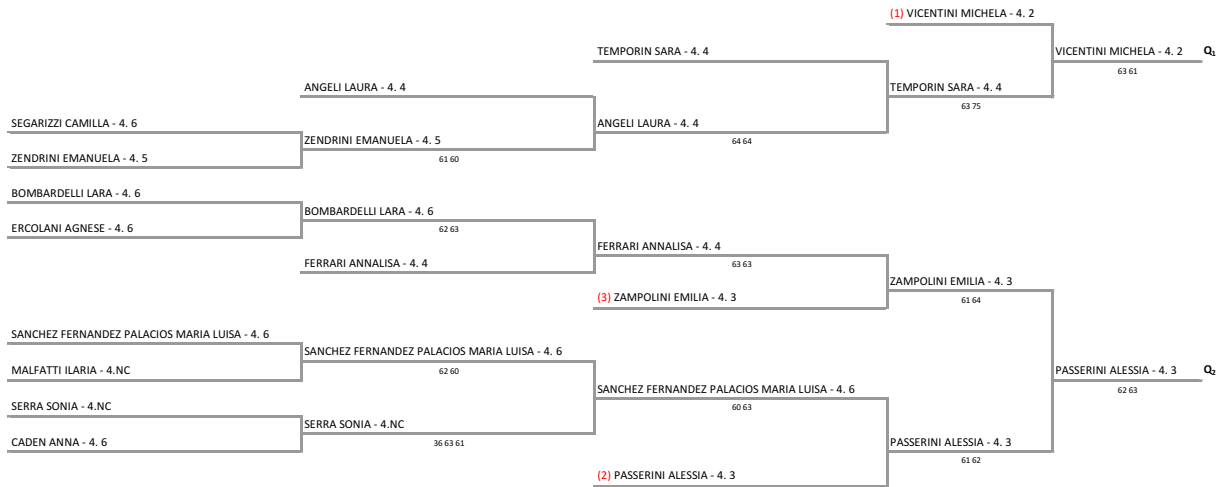 (1) VICENTINI MICHELA - 4. 2
TEMPORIN SARA - 4. 4
VICENTINI MICHELA - 4. 2 Q1
63 61
ANGELI LAURA - 4. 4
TEMPORIN SARA - 4. 4
63 75
SEGARIZZI CAMILLA - 4. 6
ANGELI LAURA - 4. 4
64 64
ZENDRINI EMANUELA - 4. 5
61 60
ZENDRINI EMANUELA - 4. 5
BOMBARDELLI LARA - 4. 6
BOMBARDELLI LARA - 4. 6
62 63
ERCOLANI AGNESE - 4. 6
FERRARI ANNALISA - 4. 4
63 63
FERRARI ANNALISA - 4. 4
ZAMPOLINI EMILIA - 4. 3
61 64
(3) ZAMPOLINI EMILIA - 4. 3
SANCHEZ FERNANDEZ PALACIOS MARIA LUISA - 4. 6
SANCHEZ FERNANDEZ PALACIOS MARIA LUISA - 4. 6
62 60
MALFATTI ILARIA - 4.NC
PASSERINI ALESSIA - 4. 3 Q2
62 63
SANCHEZ FERNANDEZ PALACIOS MARIA LUISA - 4. 6
60 63
SERRA SONIA - 4.NC
SERRA SONIA - 4.NC
36 63 61
CADEN ANNA - 4. 6
PASSERINI ALESSIA - 4. 3
61 62
(2) PASSERINI ALESSIA - 4. 3